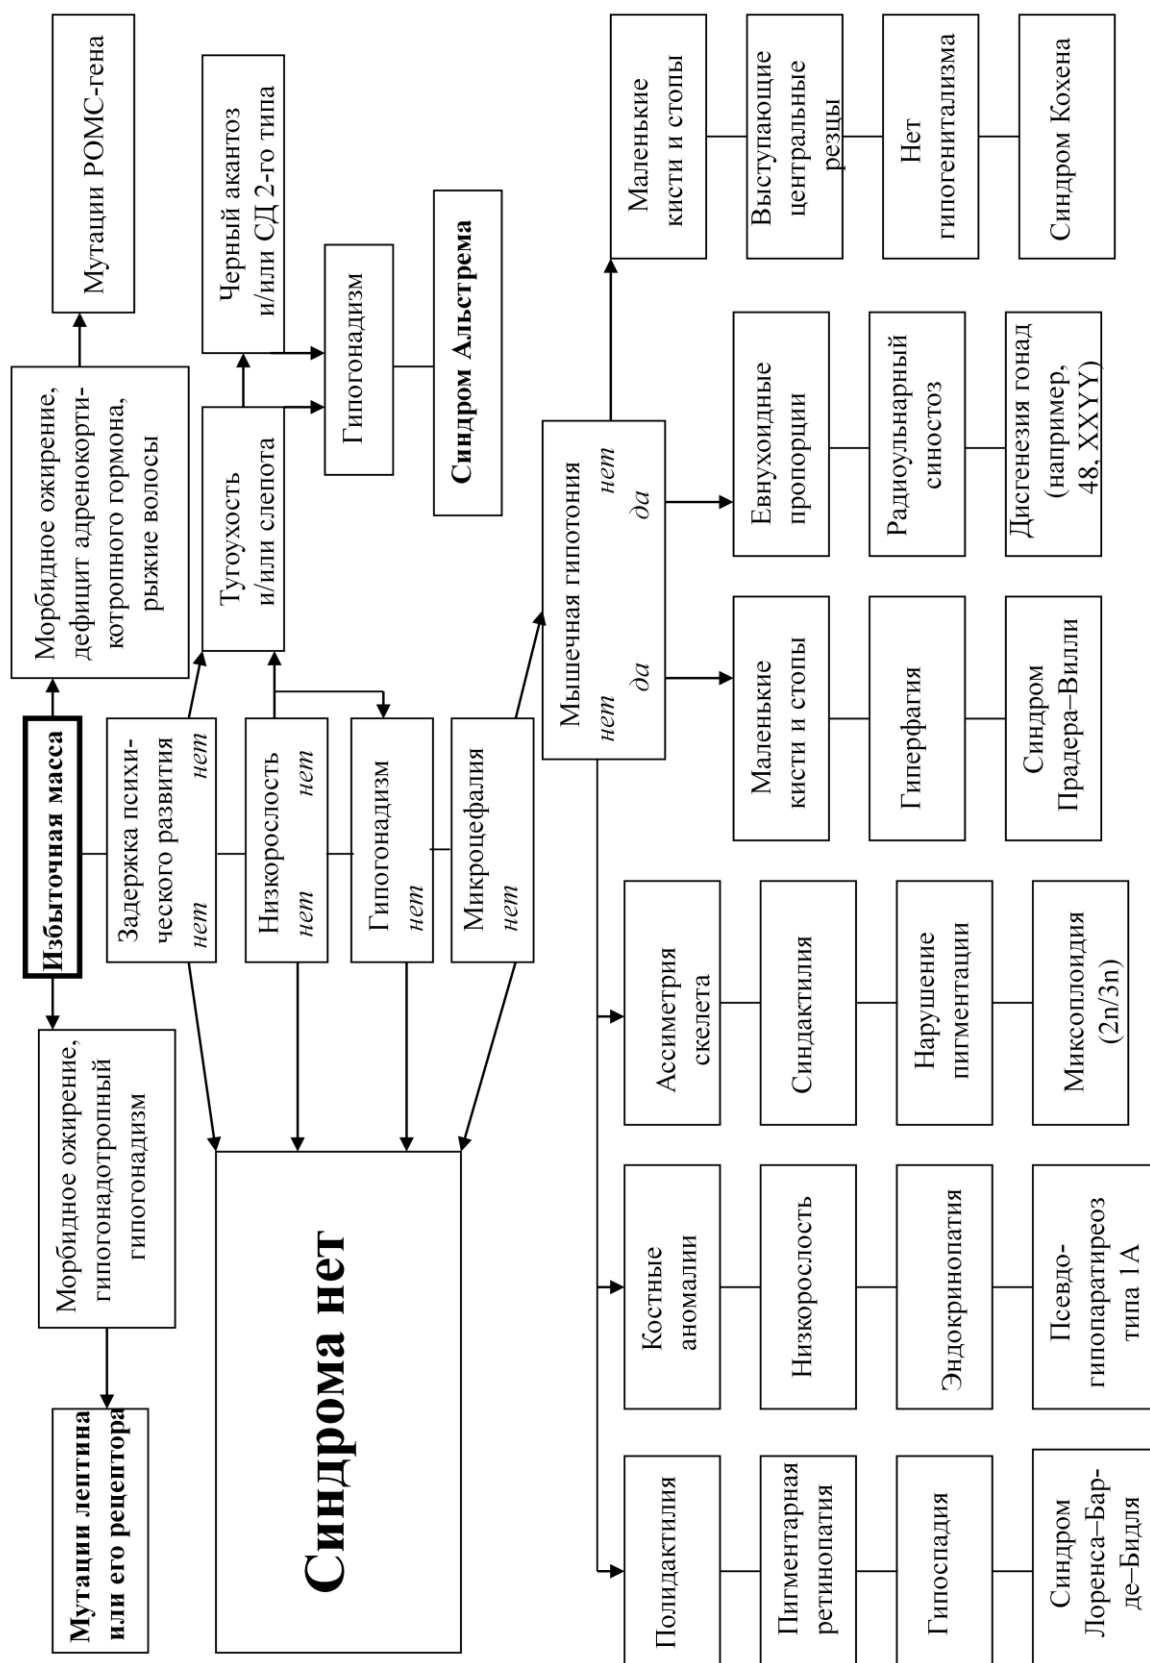 Избыточная масса
Морбидное ожирение,
гипогонадотропный
гипогонадизм
Мутации лептина
или его рецептора
Морбидное ожирение,
дефицит адренокорти-
котропного гормона,
рыжие волосы
Мутации POMC-гена
Задержка психи-
ческого развития
нет
нет
Тугоухость
и/или слепота
Черный акантоз
и/или СД 2-го типа
Низкорослость
нет
нет
Гипогонадизм
Синдром Альстрема
Гипогонадизм
нет
Микроцефалия
нет
Синдрома нет
Мышечная гипотония
нет
нет
да
да
Полидактилия
Пигментарная
ретинопатия
Гипоспадия
Синдром
Лоренса–Бар-
де–Бидля
Костные
аномалии
Низкорослость
Эндокринопатия
Псевдо-
гипопаратиреоз
типа 1А
Ассиметрия
скелета
Синдактилия
Нарушение
пигментации
Миксоплоидия
(2n/3n)
Маленькие
кисти и стопы
Гиперфагия
Синдром
Прадера–Вилли
Евнухоидные
пропорции
Радиоульнарный
синостоз
Дисгенезия гонад
(например,
48, XXYY)
Маленькие
кисти и стопы
Выступающие
центральные
резцы
Нет
гипогенитализма
Синдром Кохена